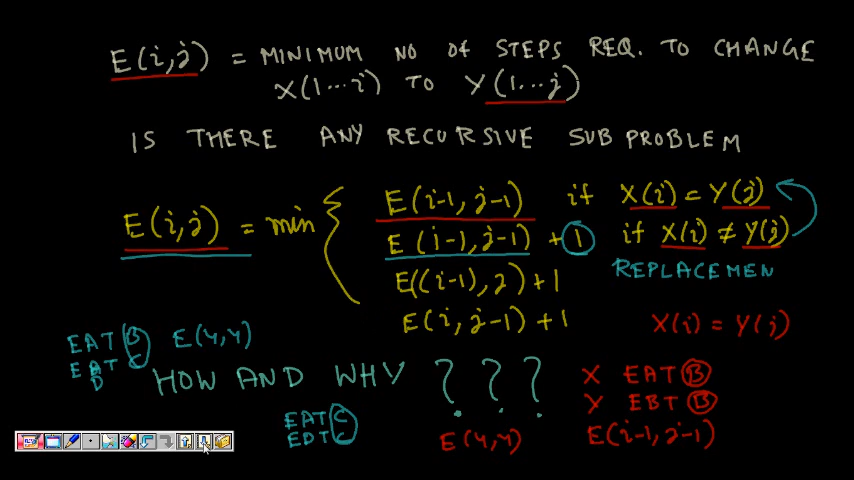 E(i,j) = MINIMUM NO OF STEPS REQ. TO CHANGE
X(1...i) TO Y(1...j)
IS THERE ANY RECURSIVE SUBPROBLEM
E(i,j) = min { E(i-1, j-1) if X(i) = Y(j)
E(i-1, j-1) + 1 if X(i) ≠ Y(j)
REPLACEMEN
E((i-1), j) + 1
E(i, j-1) + 1
X(i) = Y(j)
EATB E(4,4)
EATC
D
HOW AND WHY ? ? ?
X EATB
Y EBTB
EATC
EDTC
E(4,4)
E(i-1, j-1)